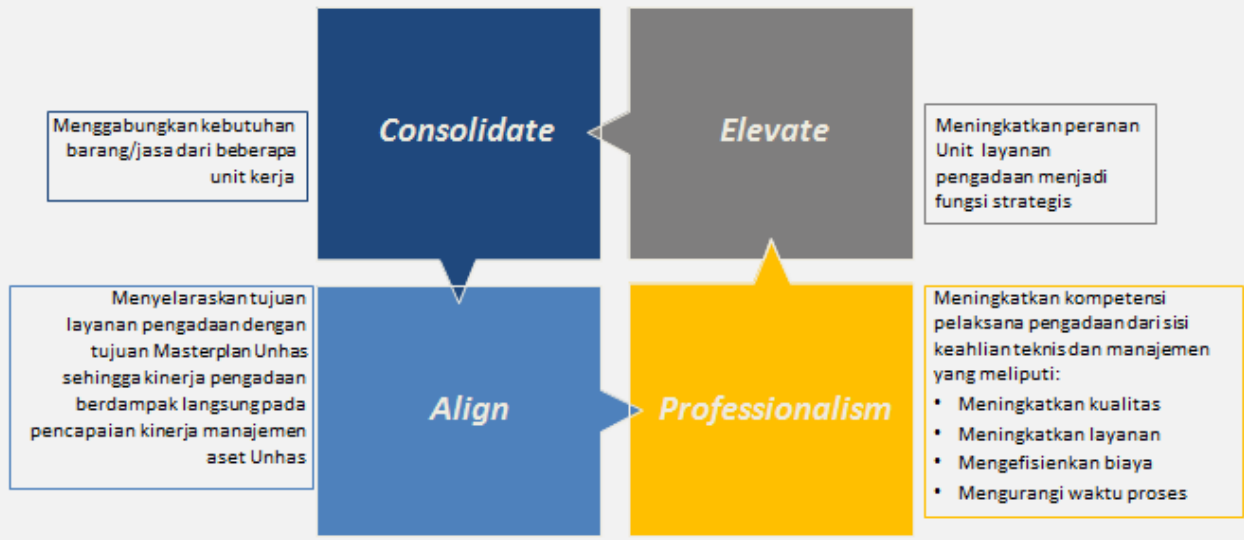 Consolidate
Elevate
Menggabungkan kebutuhan
barang/jasa dari beberapa
unit kerja
Meningkatkan peranan
Unit layanan
pengadaan menjadi
fungsi strategis
Align
Professionalism
Menyelaraskan tujuan
layanan pengadaan dengan
tujuan Masterplan Unhas
sehingga kinerja pengadaan
berdampak langsung pada
pencapaian kinerja manajemen
aset Unhas
Meningkatkan kompetensi
pelaksana pengadaan dari sisi
keahlian teknis dan manajemen
yang meliputi:
• Meningkatkan kualitas
• Meningkatkan layanan
• Mengefisienkan biaya
• Mengurangi waktu proses